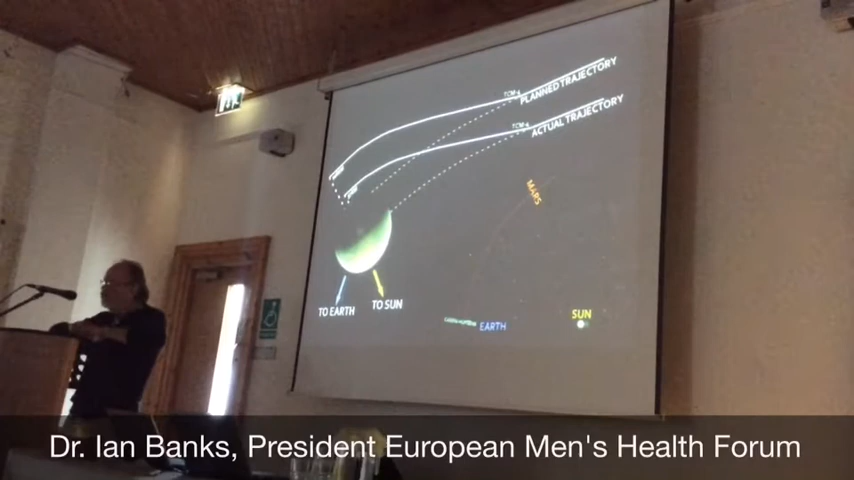 PLANNED TRAJECTORY
ACTUAL TRAJECTORY
MARS
TO EARTH
TO SUN
EARTH
SUN
Dr. Ian Banks, President European Men's Health Forum